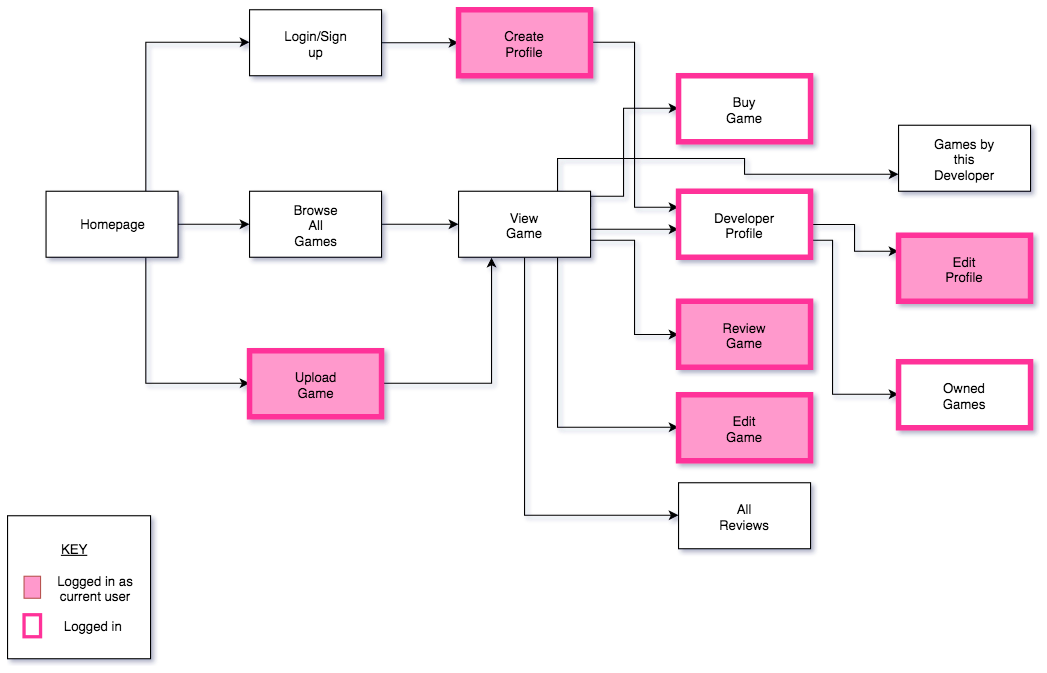 Login/Sign
up
Create
Profile
Buy
Game
Games by
this
Developer
Homepage
Browse
All
Games
View
Game
Developer
Profile
Edit
Profile
Review
Game
Upload
Game
Owned
Games
Edit
Game
All
Reviews
KEY
Logged in as
current user
Logged in